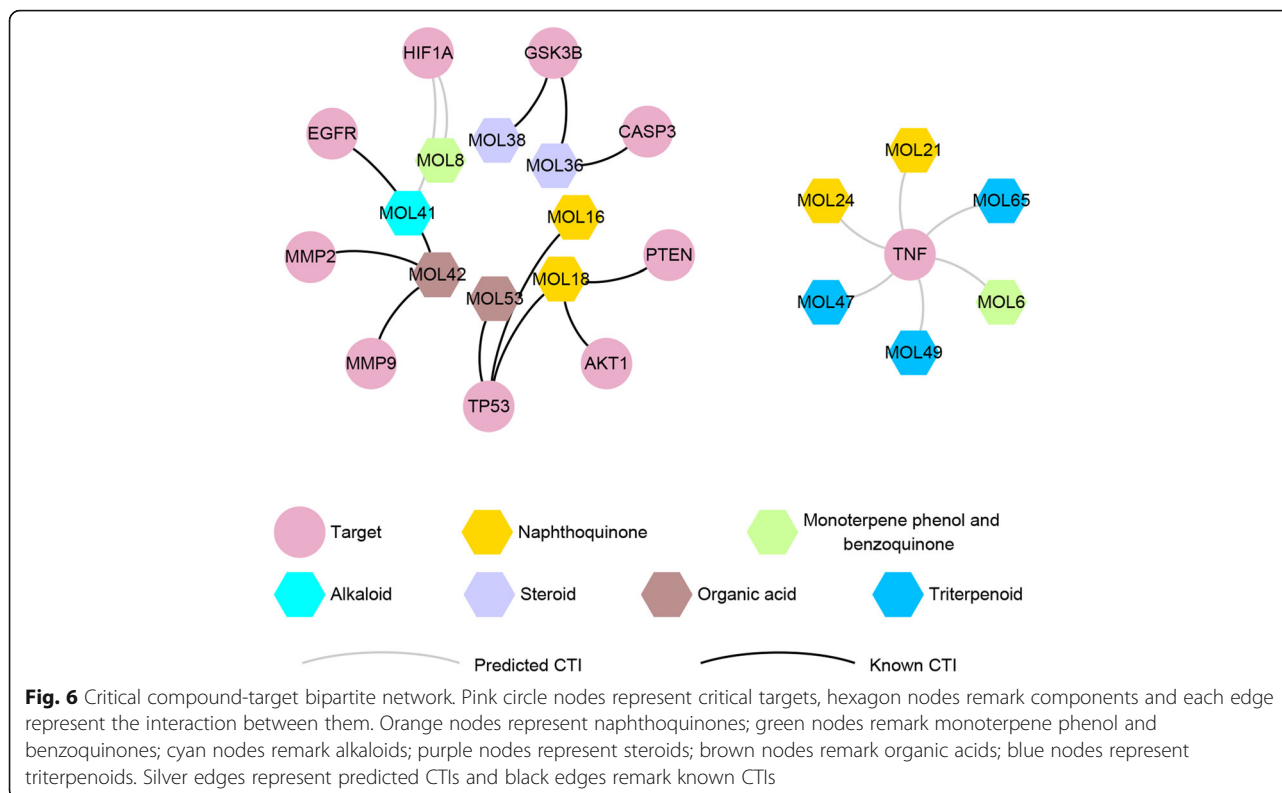 HIF1A
GSK3B
EGFR
CASP3
MOL38
MOL8
MOL36
MOL21
MOL24
MOL65
MOL41
MOL16
MMP2
MOL42
MOL18
PTEN
TNF
MOL53
MOL47
MOL6
MMP9
AKT1
MOL49
TP53
Target
Naphthoquinone
Monoterpene phenol and
benzoquinone
Alkaloid
Steroid
Organic acid
Triterpenoid
Predicted CTI
Known CTI
Fig. 6 Critical compound-target bipartite network. Pink circle nodes represent critical targets, hexagon nodes remark components and each edge
represent the interaction between them. Orange nodes represent naphthoquinones; green nodes remark monoterpene phenol and
benzoquinones; cyan nodes remark alkaloids; purple nodes represent steroids; brown nodes remark organic acids; blue nodes represent
triterpenoids. Silver edges represent predicted CTIs and black edges remark known CTIs